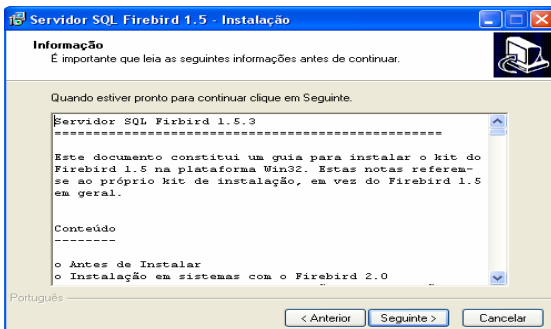 Servidor SQL Firebird 1.5 - Instalação
Informação
É importante que leia as seguintes informações antes de continuar.
Quando estiver pronto para continuar clique em Seguinte.
Servidor SQL Firbird 1.5.3
==================================================
Este documento constitui um guia para instalar o kit do
Firebird 1.5 na plataforma Win32. Estas notas referem-
se ao próprio kit de instalação, em vez do Firebird 1.5
em geral.
Conteúdo
--------
o Antes de Instalar
o Instalação em sistemas com o Firebird 2.0
Português
< Anterior
Seguinte >
Cancelar